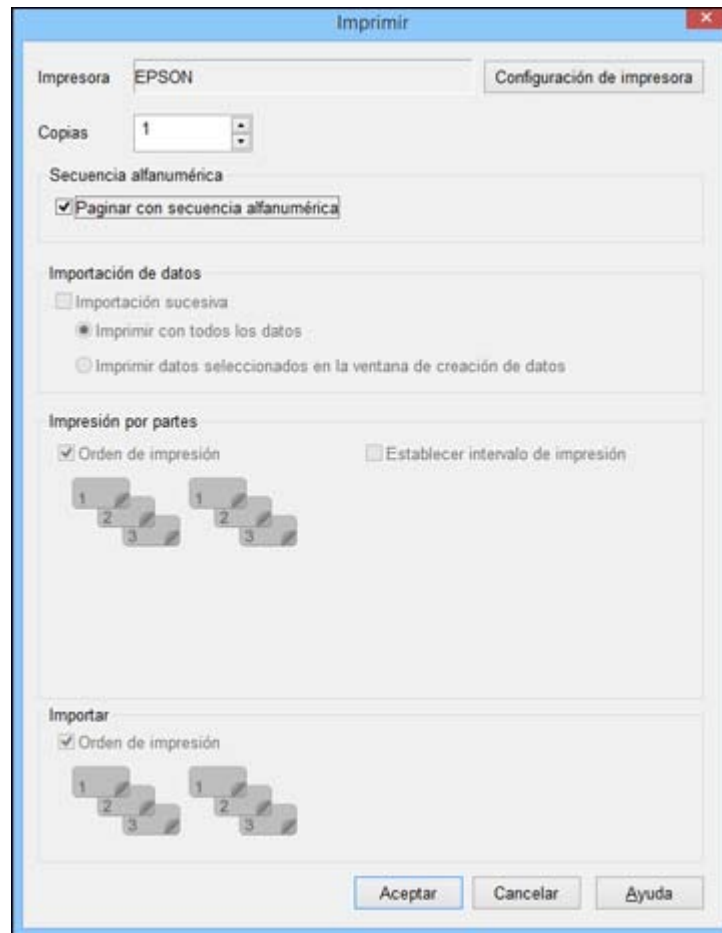 Imprimir
Impresora EPSON Configuración de impresora
Copias 1
Secuencia alfanumérica
Paginar con secuencia alfanumérica
Importación de datos
Importación sucesiva
Imprimir con todos los datos
Imprimir datos seleccionados en la ventana de creación de datos
Impresión por partes
Orden de impresión Establecer intervalo de impresión
1 1
2 2
3 3
Importar
Orden de impresión
1 1
2 2
3 3
Aceptar Cancelar Ayuda